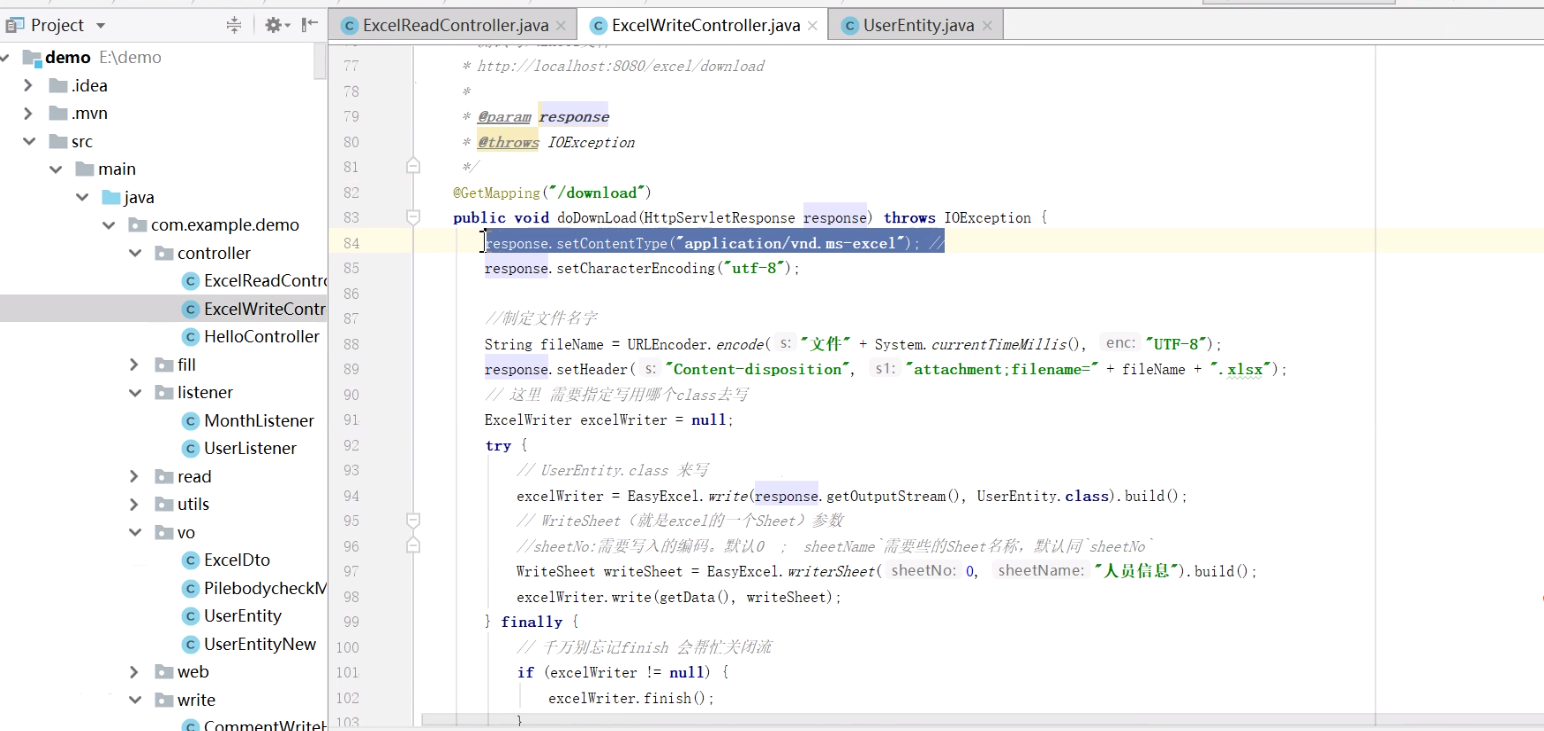 Project
ExcelReadController.java
ExcelWriteController.java
UserEntity.java
demo E:\demo
.idea
.mvn
src
main
java
com.example.demo
controller
ExcelReadContro
ExcelWriteContr
HelloController
fill
listener
MonthListener
UserListener
read
utils
vo
ExcelDto
PilebodycheckM
UserEntity
UserEntityNew
web
write
CommentWriteH
77 * http://localhost:8080/excel/download
78 *
79 * @param response
80 * @throws IOException
81 */
82 @GetMapping("/download")
83 public void doDownLoad(HttpServletResponse response) throws IOException {
84 response.setContentType("application/vnd.ms-excel"); //
85 response.setCharacterEncoding("utf-8");
86
87 //制定文件名字
88 String fileName = URLEncoder.encode( s: "文件" + System.currentTimeMillis(), enc: "UTF-8");
89 response.setHeader( s: "Content-disposition", s1: "attachment;filename=" + fileName + ".xlsx");
90 // 这里 需要指定写用哪个class去写
91 ExcelWriter excelWriter = null;
92 try {
93 // UserEntity.class 来写
94 excelWriter = EasyExcel.write(response.getOutputStream(), UserEntity.class).build();
95 // WriteSheet（就是excel的一个Sheet）参数
96 //sheetNo:需要写入的编码。默认0 ； sheetName`需要些的Sheet名称，默认同`sheetNo`
97 WriteSheet writeSheet = EasyExcel.writerSheet( sheetNo: 0, sheetName: "人员信息").build();
98 excelWriter.write(getData(), writeSheet);
99 } finally {
100 // 千万别忘记finish 会帮忙关闭流
101 if (excelWriter != null) {
102 excelWriter.finish();
103 }